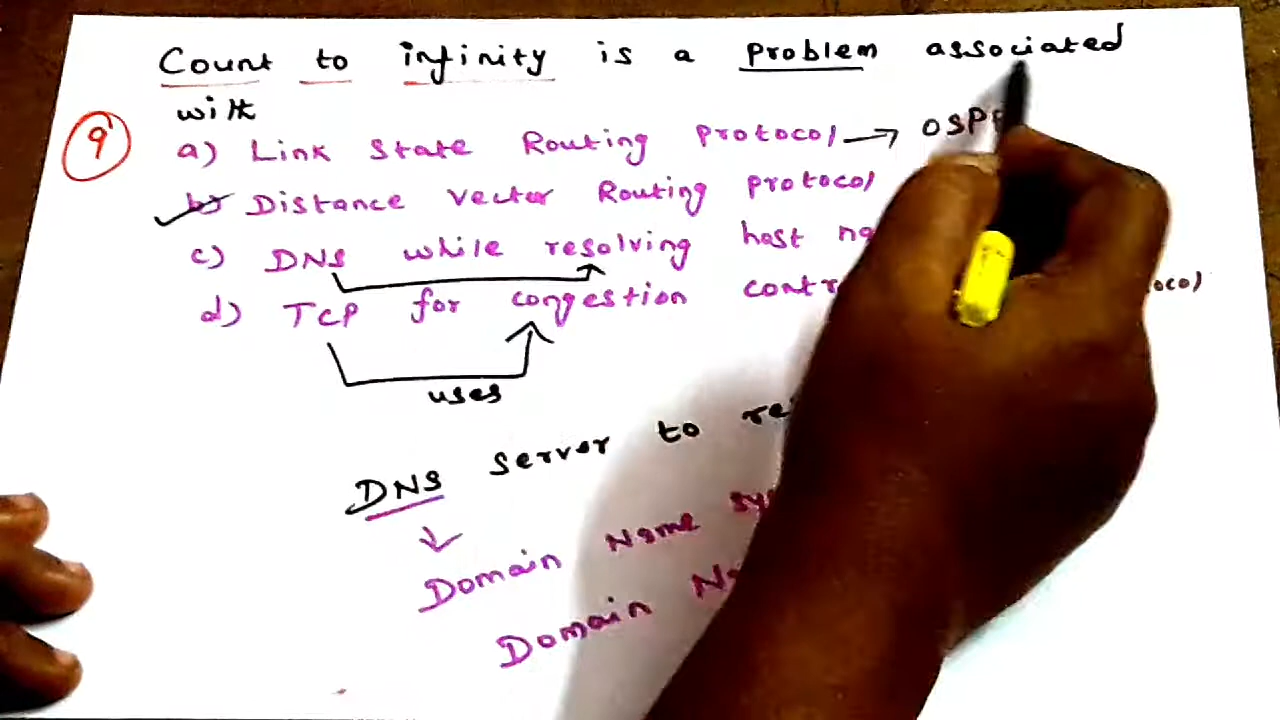 Count to infinity is a problem associated
with
9
a) Link State Routing Protocol → OSPF
b) Distance vector Routing protocol
c) DNS while resolving host
d) TCP for congestion
uses
DNS server to
Domain Name
Domain